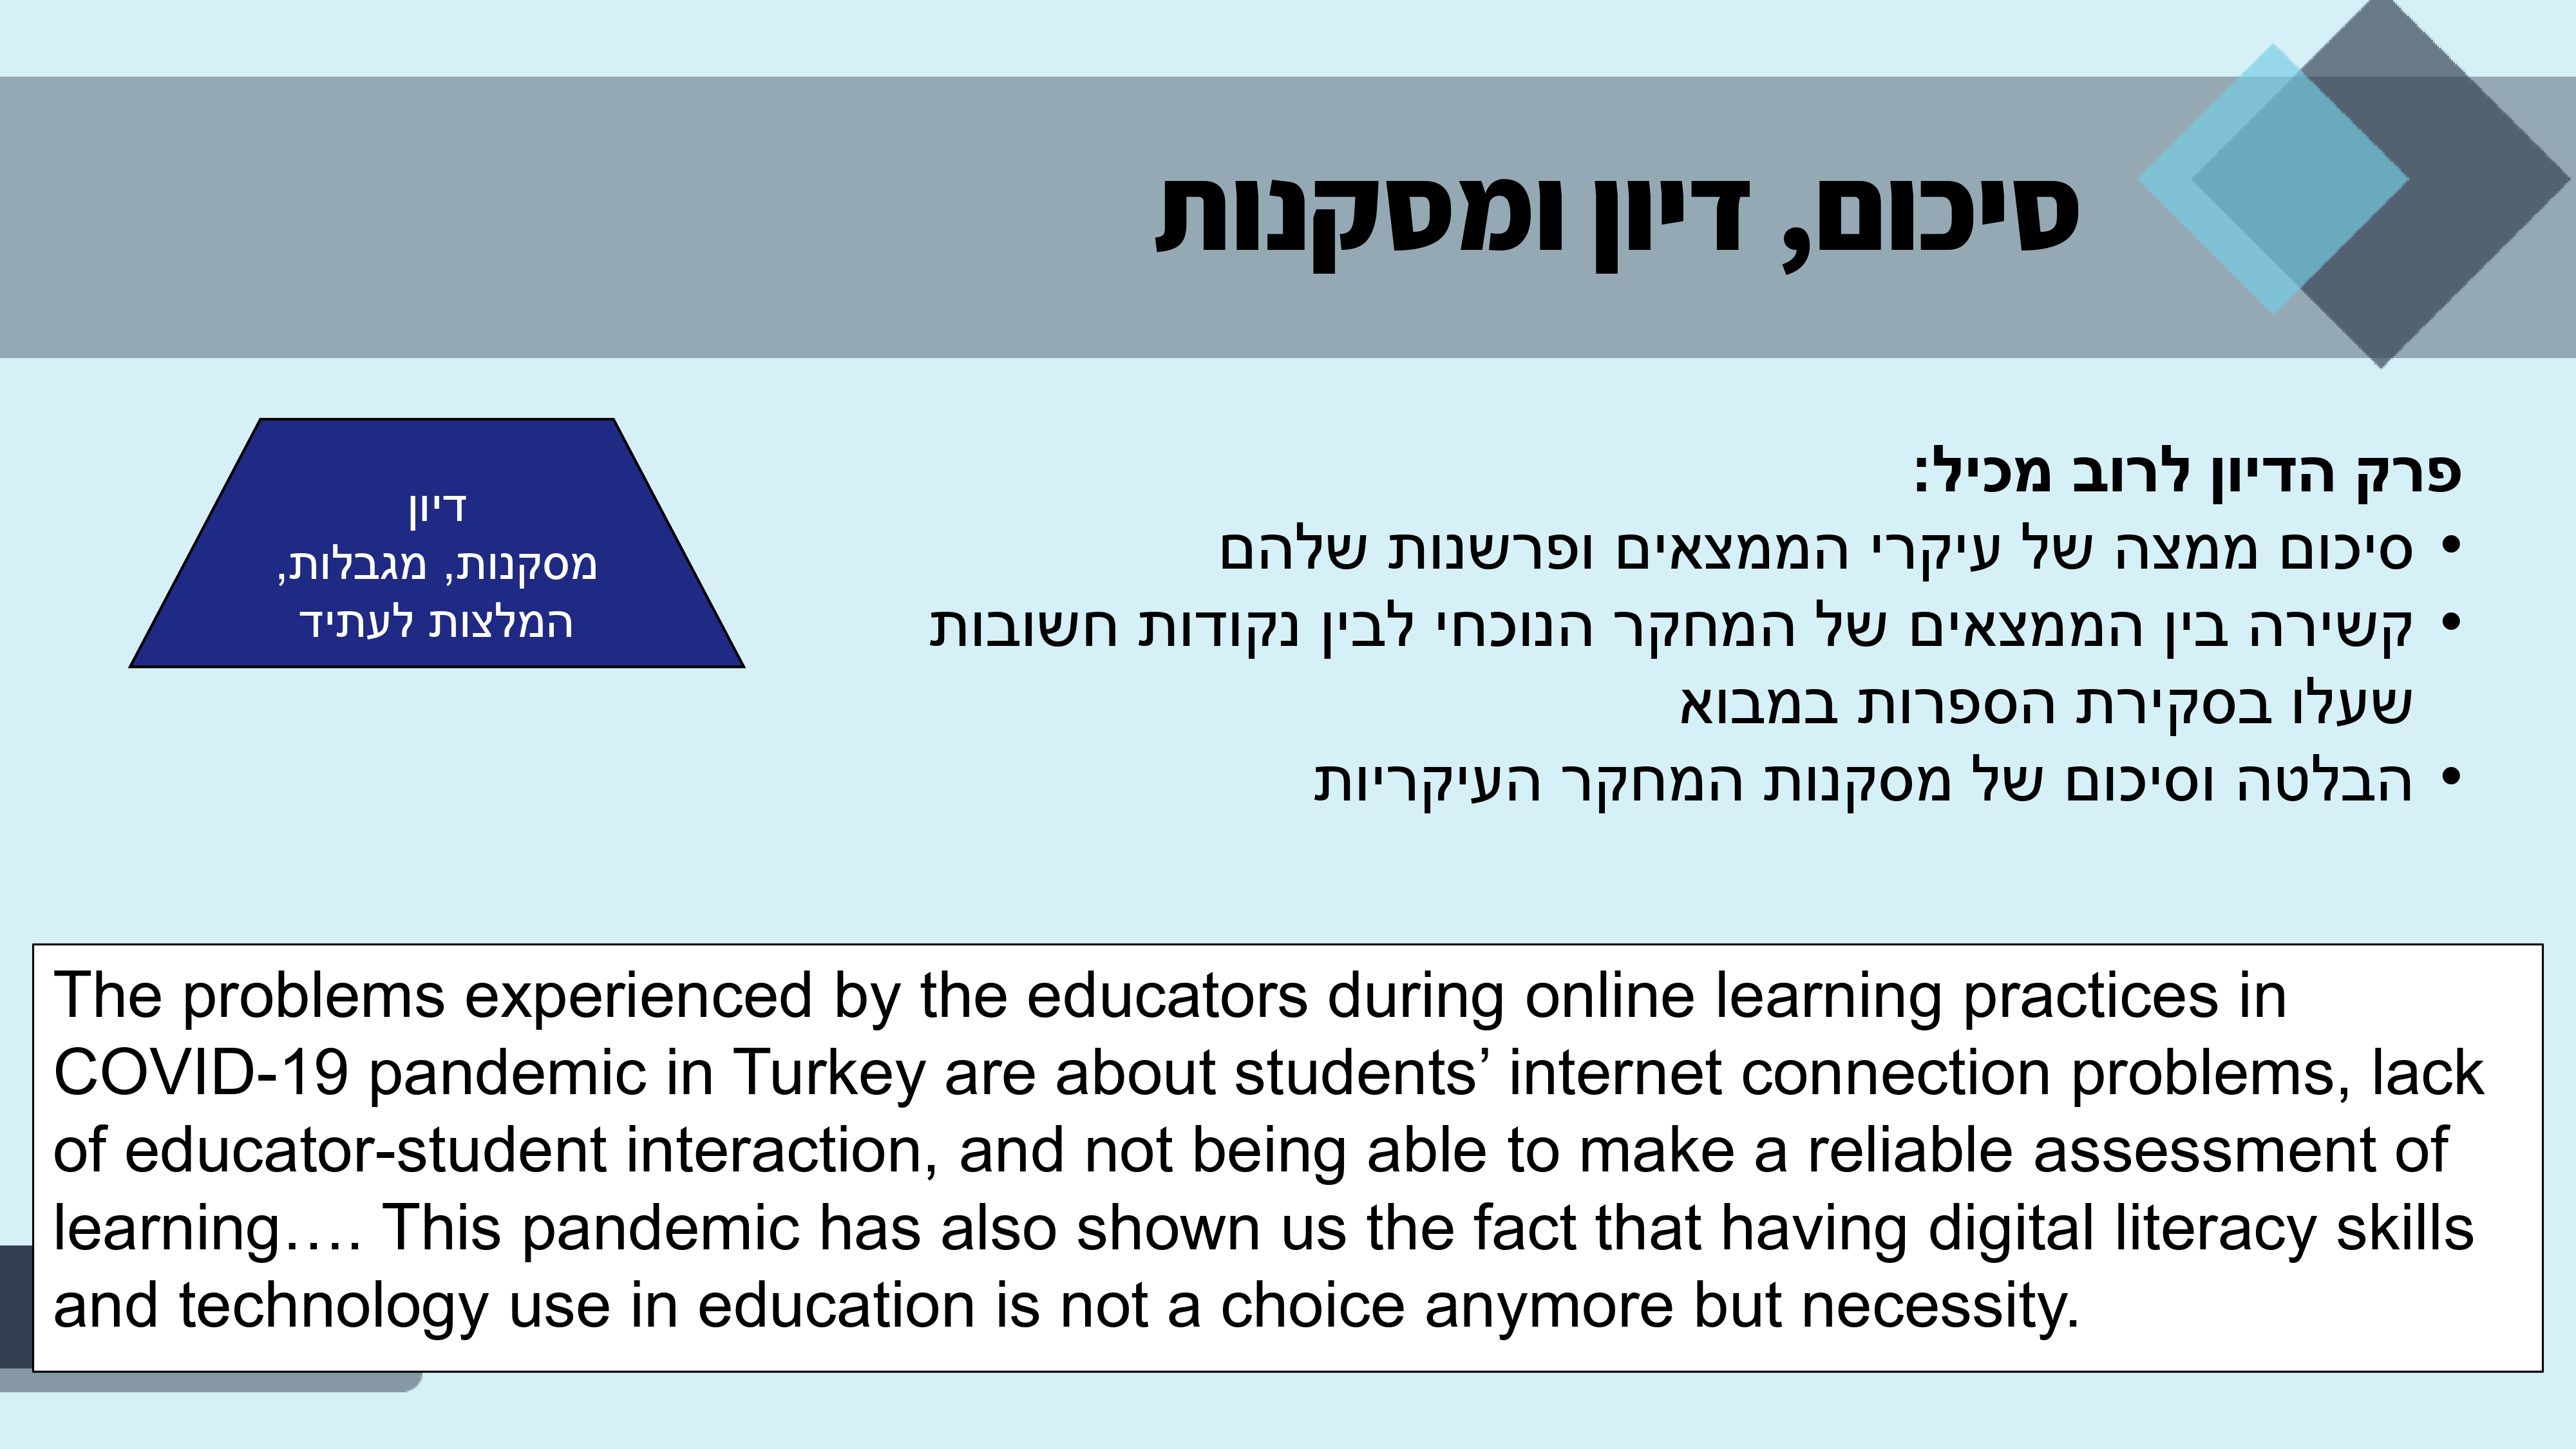 סיכום, דיון ומסקנות
פרק הדיון לרוב מכיל:
• סיכום ממצה של עיקרי הממצאים ופרשנות שלהם
• קשירה בין הממצאים של המחקר הנוכחי לבין נקודות חשובות
שעלו בסקירת הספרות במבוא
• הבלטה וסיכום של מסקנות המחקר העיקריות
דיון
מסקנות, מגבלות,
המלצות לעתיד
The problems experienced by the educators during online learning practices in
COVID-19 pandemic in Turkey are about students’ internet connection problems, lack
of educator-student interaction, and not being able to make a reliable assessment of
learning…. This pandemic has also shown us the fact that having digital literacy skills
and technology use in education is not a choice anymore but necessity.